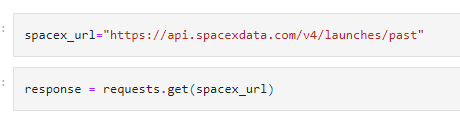 spacex_url="https://api.spacexdata.com/v4/launches/past"
response = requests.get(spacex_url)